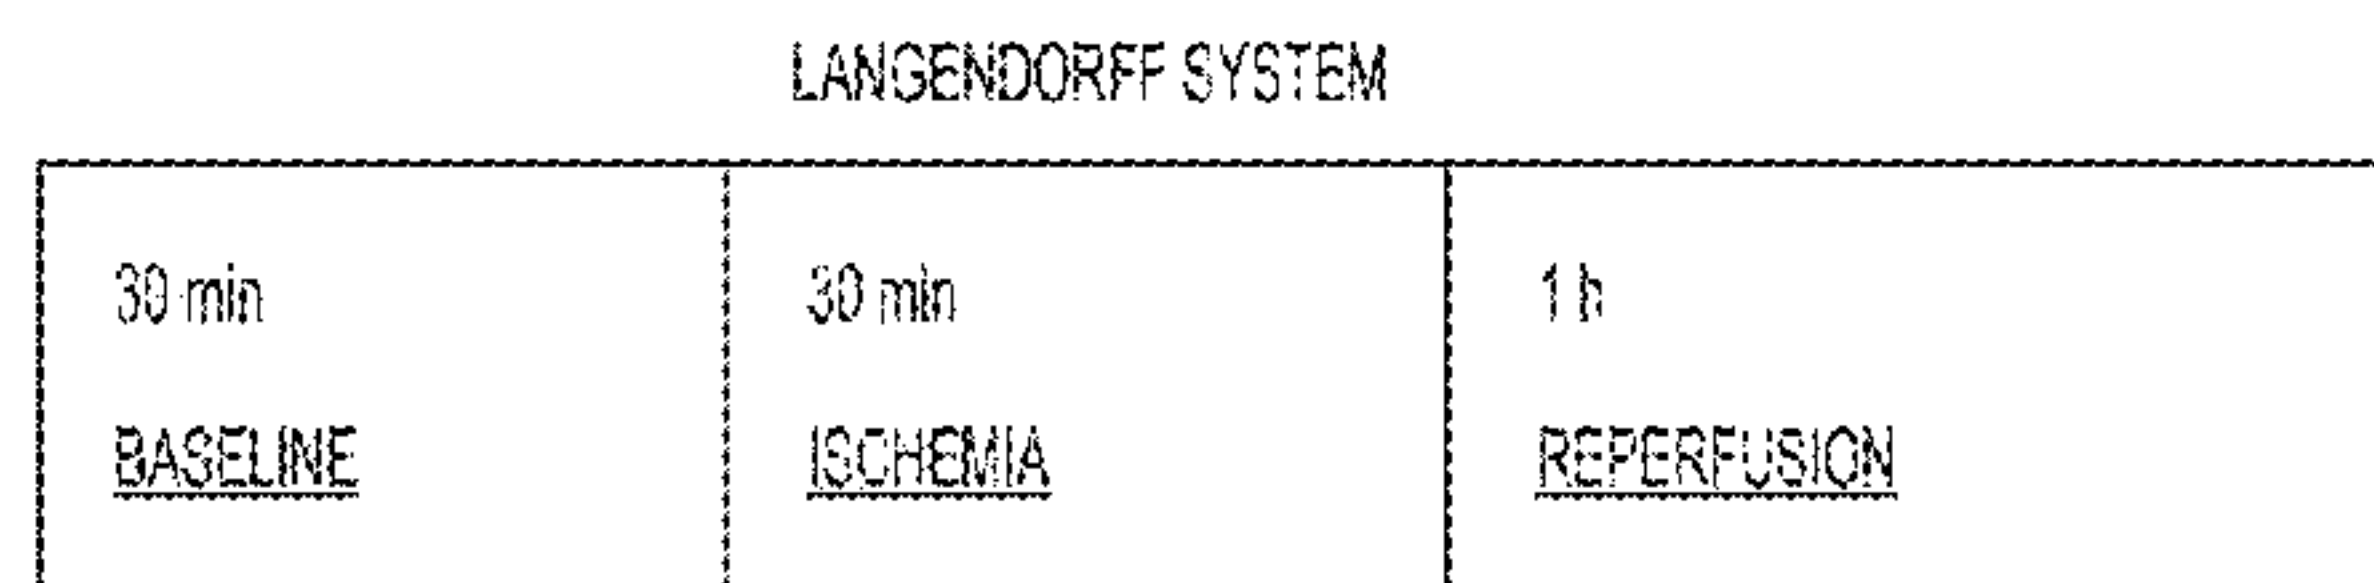 LANGENDORFF SYSTEM
30 min 30 min 1 h
BASELINE ISCHEMIA REPERFUSION